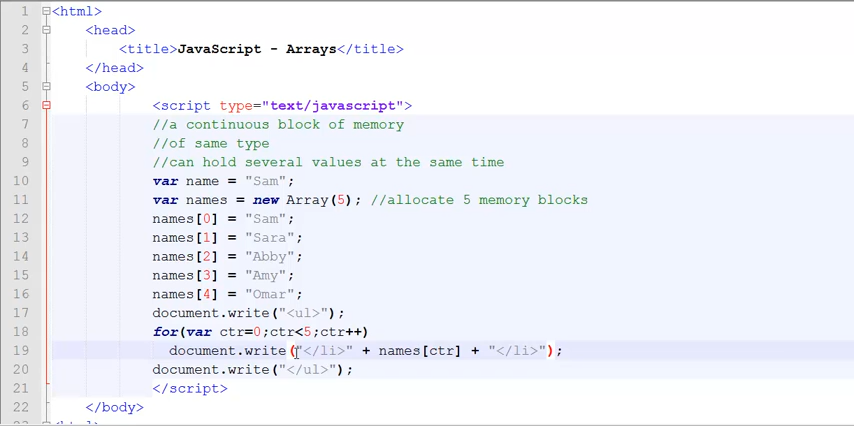 1 <html>
2 <head>
3 <title>JavaScript - Arrays</title>
4 </head>
5 <body>
6 <script type="text/javascript">
7 //a continuous block of memory
8 //of same type
9 //can hold several values at the same time
10 var name = "Sam";
11 var names = new Array(5); //allocate 5 memory blocks
12 names[0] = "Sam";
13 names[1] = "Sara";
14 names[2] = "Abby";
15 names[3] = "Amy";
16 names[4] = "Omar";
17 document.write("<ul>");
18 for(var ctr=0;ctr<5;ctr++)
19 document.write("</li>" + names[ctr] + "</li>");
20 document.write("</ul>");
21 </script>
22 </body>